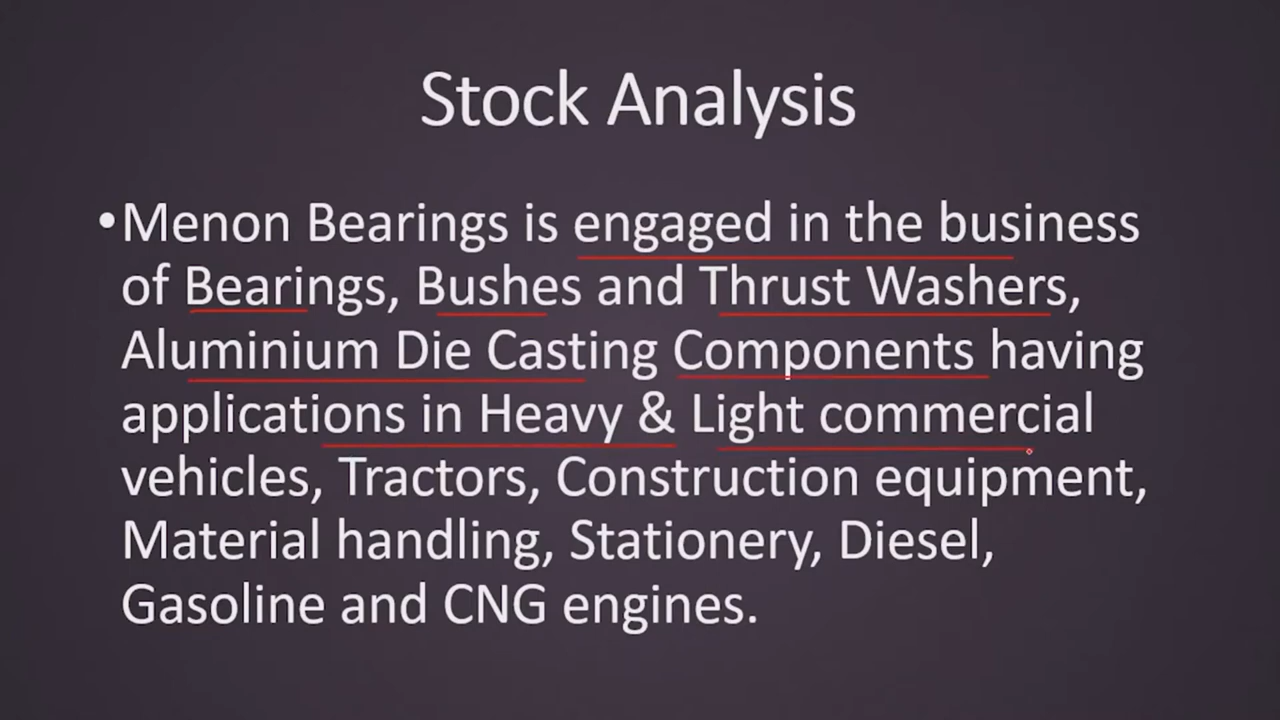 Stock Analysis
•Menon Bearings is engaged in the business
of Bearings, Bushes and Thrust Washers,
Aluminium Die Casting Components having
applications in Heavy & Light commercial
vehicles, Tractors, Construction equipment,
Material handling, Stationery, Diesel,
Gasoline and CNG engines.